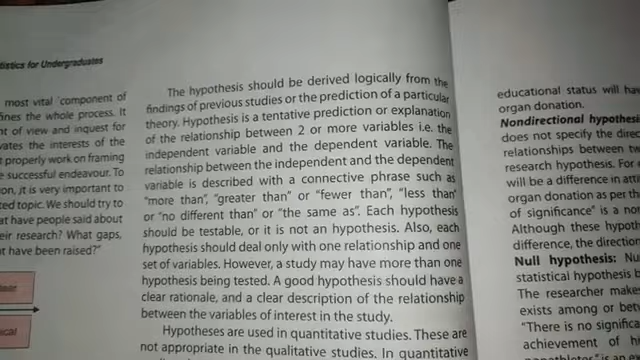 tistics for Undergraduates
most vital component of
fines the whole process. It
nt of view and inquest for
vates the interests of the
t properly work on framing
e successful endeavour. To
ion, it is very important to
ted topic. We should try to
at have people said about
eir research? What gaps,
t have been raised?"
ical
The hypothesis should be derived logically from the
findings of previous studies or the prediction of a particular
theory. Hypothesis is a tentative prediction or explanation
of the relationship between 2 or more variables i.e. the
independent variable and the dependent variable. The
relationship between the independent and the dependent
variable is described with a connective phrase such as
"more than", "greater than" or "fewer than", "less than"
or "no different than" or "the same as". Each hypothesis
should be testable, or it is not an hypothesis. Also, each
hypothesis should deal only with one relationship and one
set of variables. However, a study may have more than one
hypothesis being tested. A good hypothesis should have a
clear rationale, and a clear description of the relationship
between the variables of interest in the study.
Hypotheses are used in quantitative studies. These are
not appropriate in the qualitative studies. In quantitative
educational status will hav
organ donation.
Nondirectional hypothesi
does not specify the direc
relationships between tw
research hypothesis. For
will be a difference in atti
organ donation as per th
of significance" is a no
Although these hypoth
difference, the direction
Null hypothesis: Nu
statistical hypothesis b
The researcher make
exists among or bet
"There is no significa
achievement of h